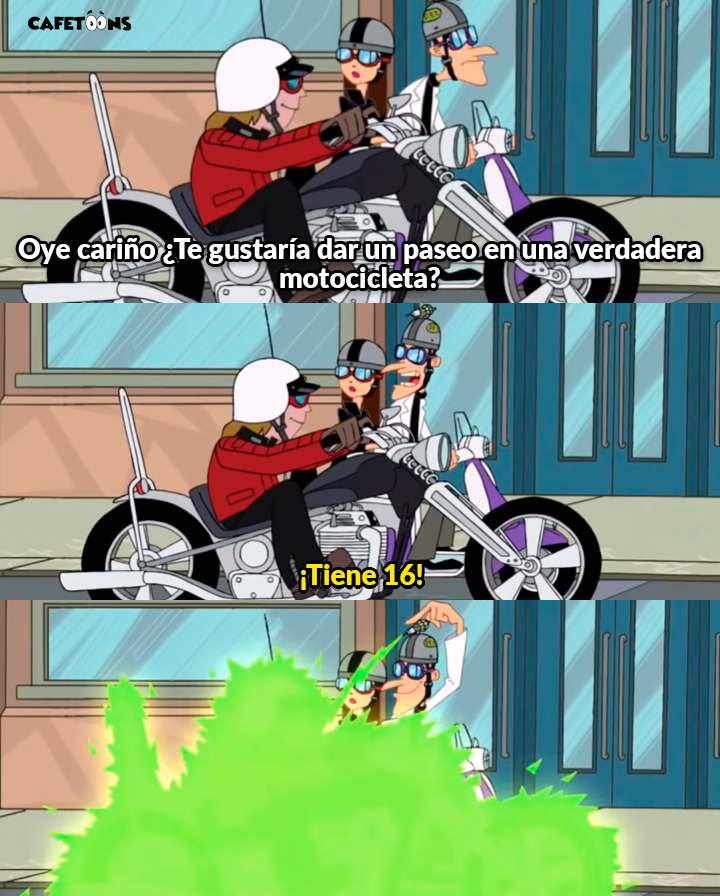 CAFETOONS
Oye cariño ¿Te gustaría dar un paseo en una verdadera
motocicleta?
¡Tiene 16!